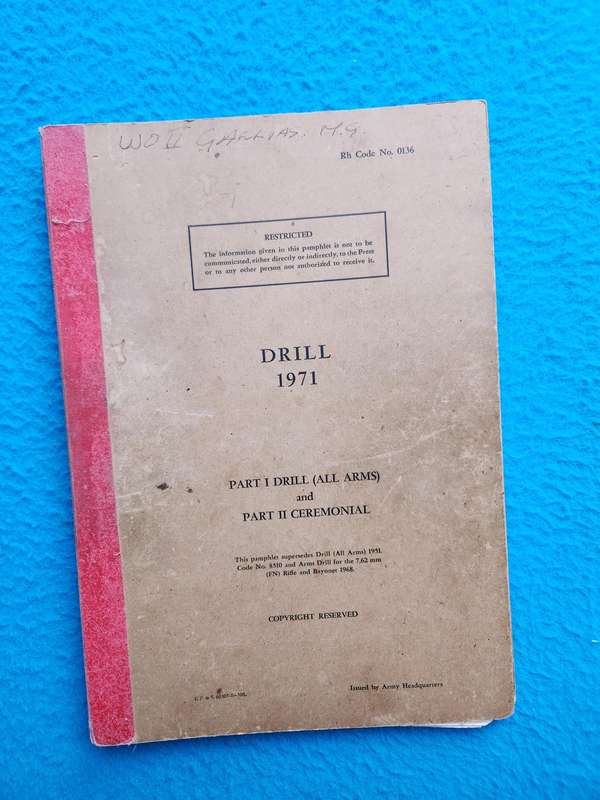 WO II
M. G.
Rh Code No. 0136
RESTRICTED
The information given in this pamphlet is not to be
communicated, either directly or indirectly, to the Press
or to any other person not authorized to receive it.
DRILL
1971
PART I DRILL (ALL ARMS)
and
PART II CEREMONIAL
This pamphlet supersedes Drill (All Arms) 1951.
Code No. 8510 and Arms Drill for the 7,62 mm
(FN) Rifle and Bayonet 1968.
COPYRIGHT RESERVED
Issued by Army Headquarters